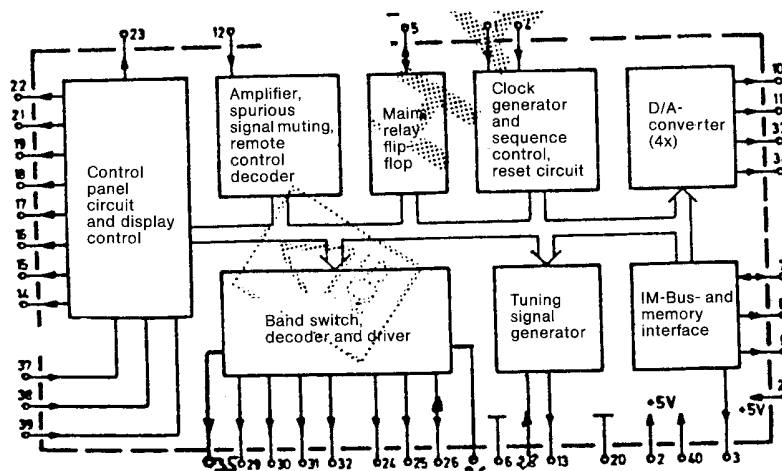 23
12
5
1
4
22
21
19
18
17
16
15
14
10
11
Control
panel
circuit
and display
control
Amplifier,
spurious
signal muting,
remote
control
decoder
Mains
relay
flip-
flop
Clock
generator
and
sequence
control,
reset circuit
D/A-
converter
(4x)
Band switch,
decoder and driver
Tuning
signal
generator
IM-Bus- and
memory
interface
37
38
39
+5V
+5V
35
29
30
31
32
24
25
26
6
13
20
2
40
3